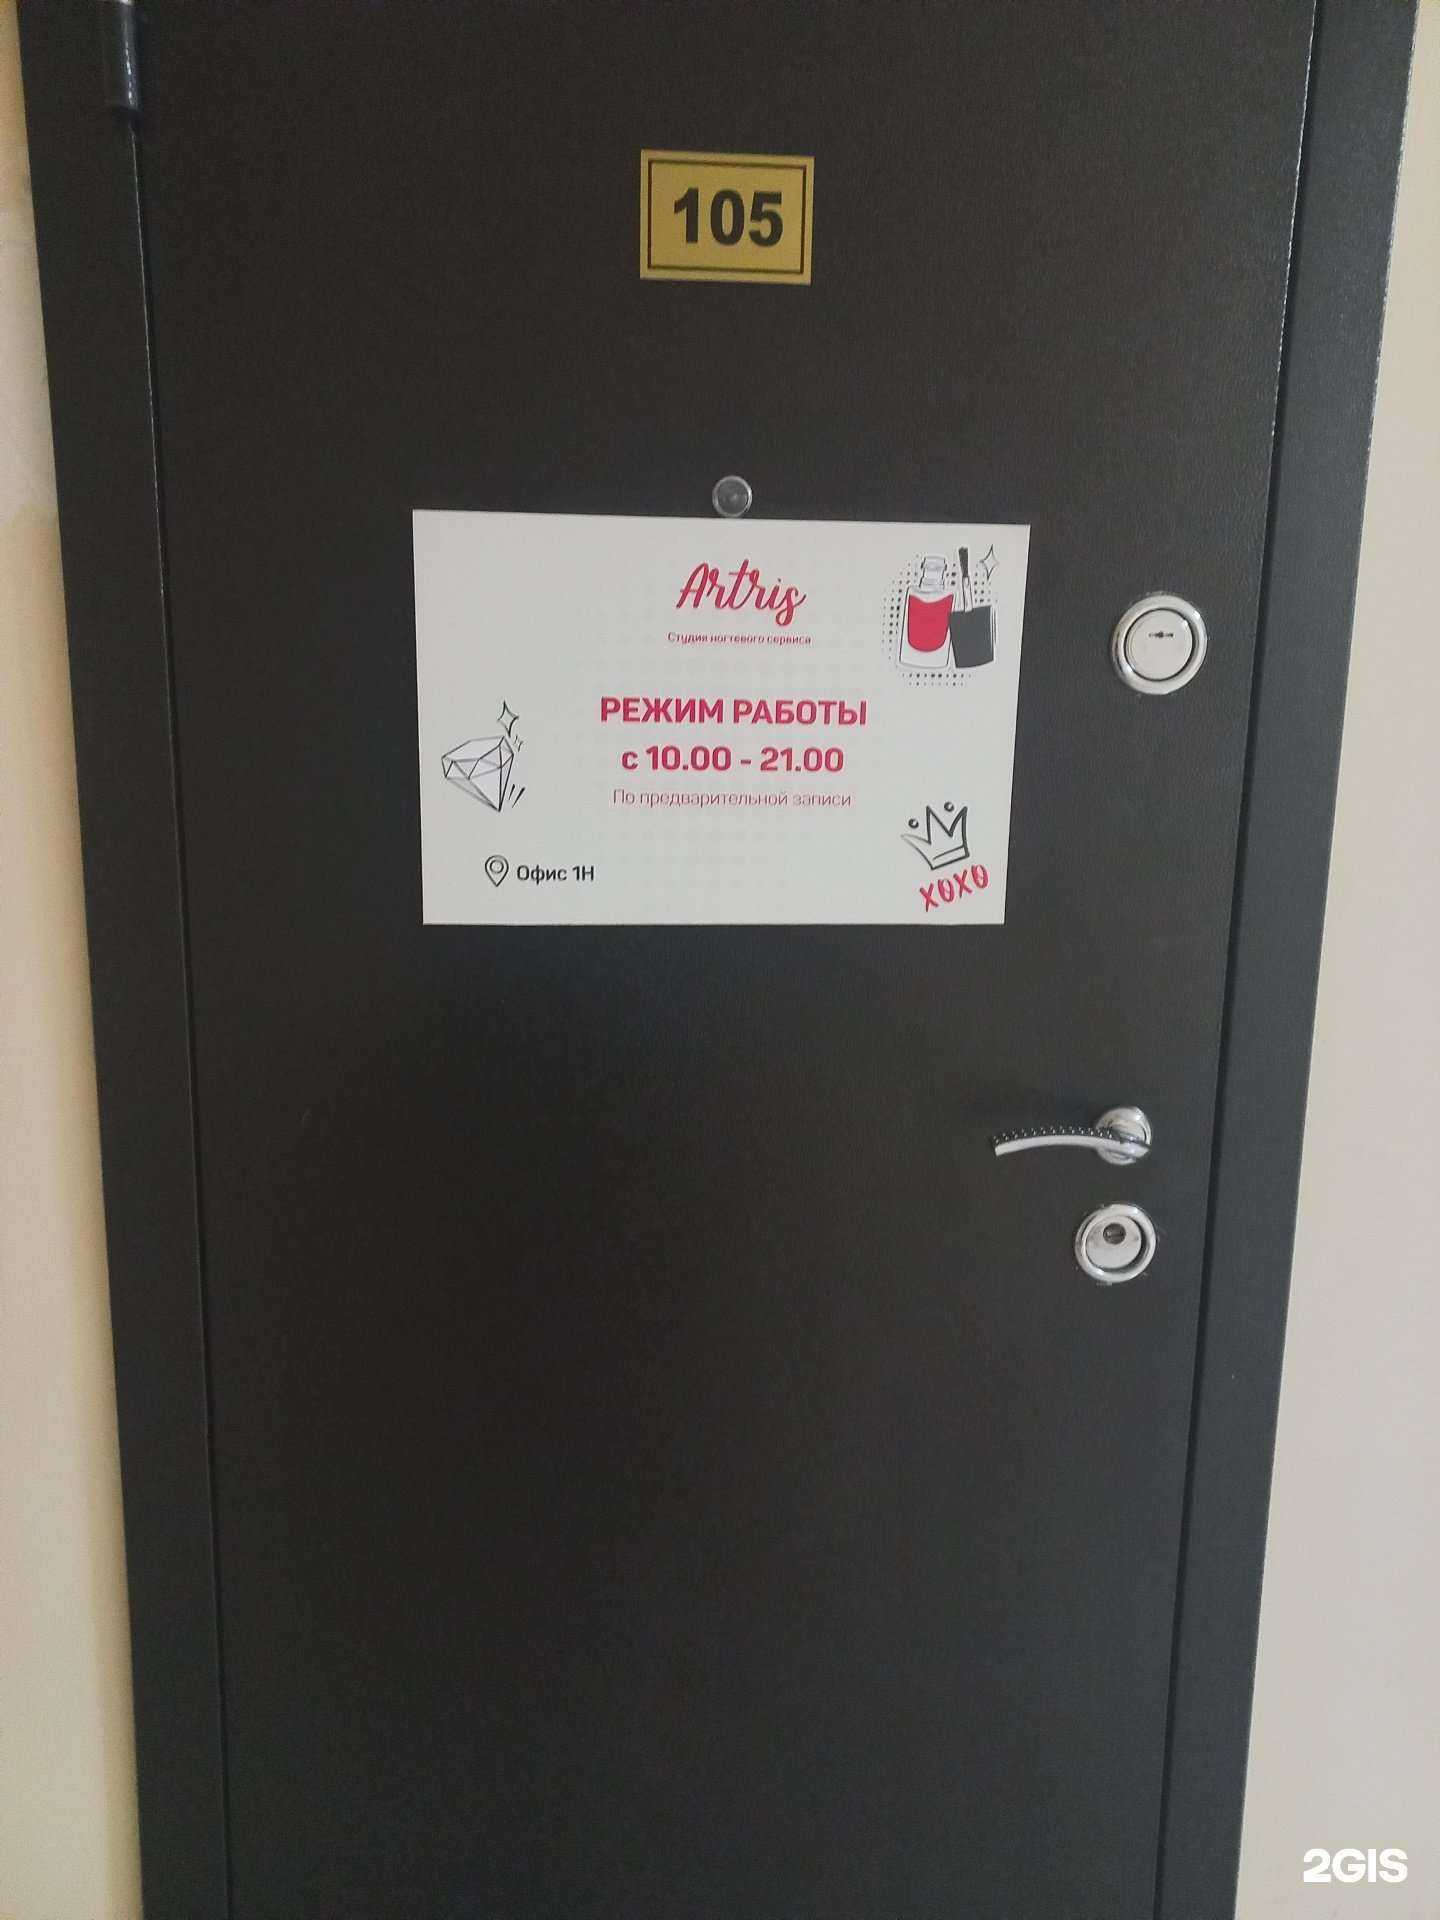 105
Artris
Студия ногтевого сервиса
РЕЖИМ РАБОТЫ
с 10.00 - 21.00
По предварительной записи
Офис 1Н
XOXO
2GIS